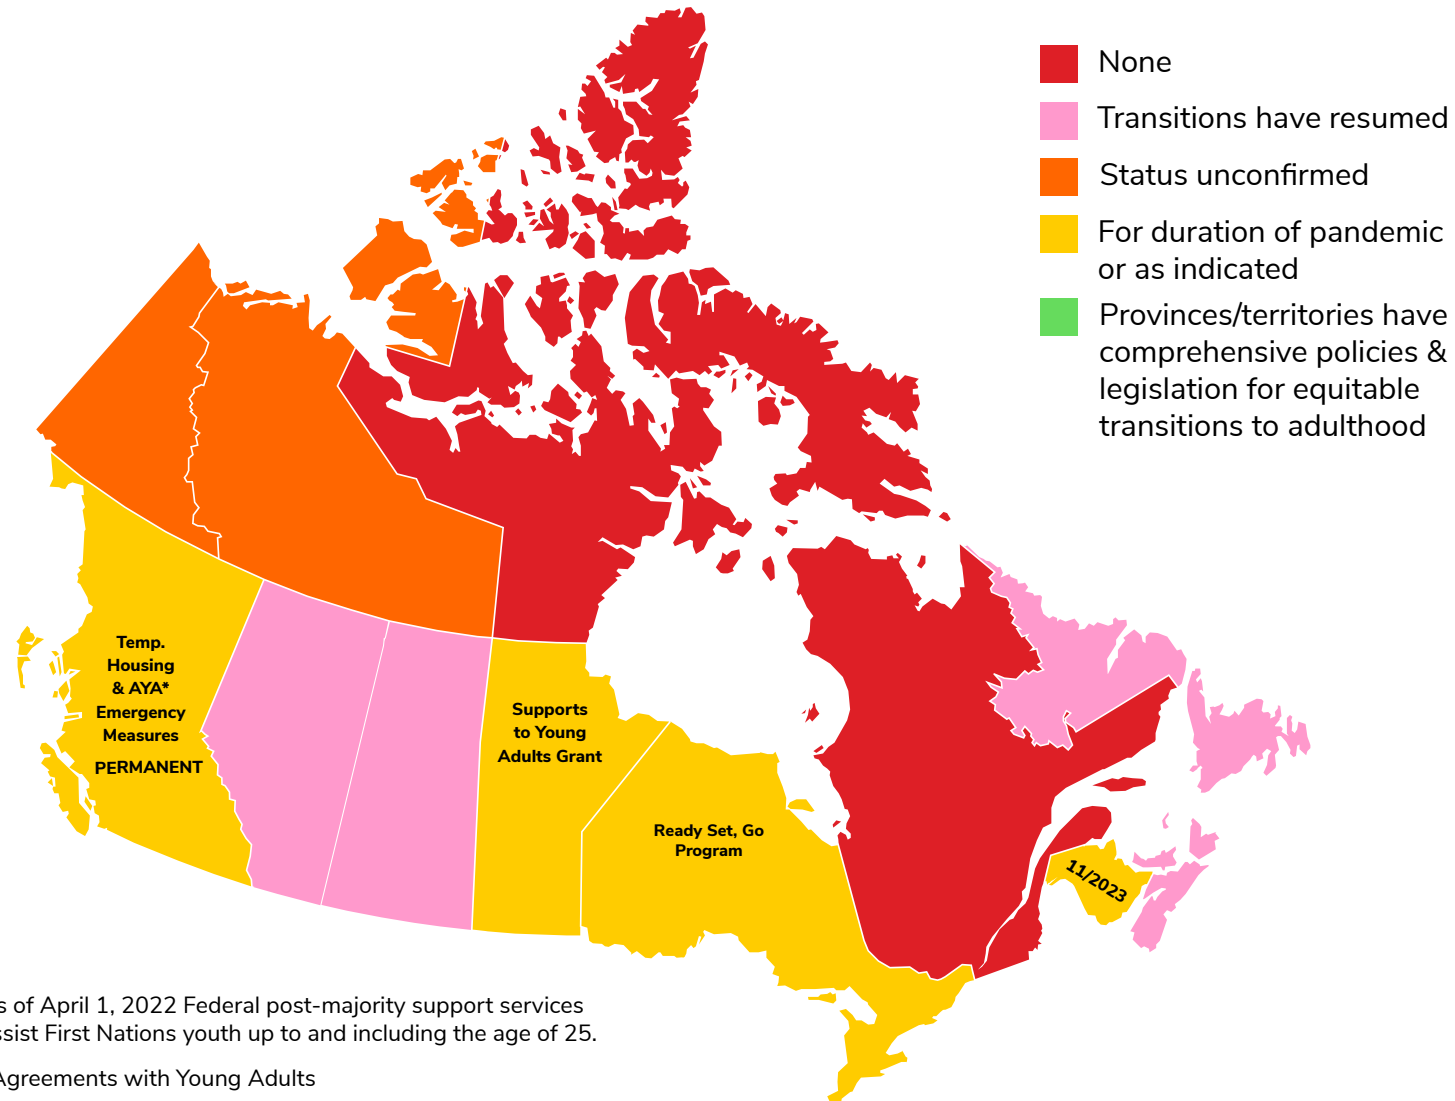 None
Transitions have resumed
Status unconfirmed
For duration of pandemic
or as indicated
Provinces/territories have
comprehensive policies &
legislation for equitable
transitions to adulthood
Temp.
Housing
& AYA*
Emergency
Measures
PERMANENT
Supports
to Young
Adults Grant
Ready Set, Go
Program
11/2023
s of April 1, 2022 Federal post-majority support services
ssist First Nations youth up to and including the age of 25.
Agreements with Young Adults